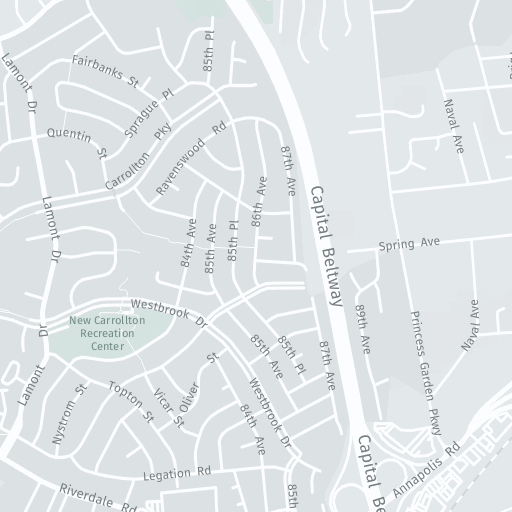 85th Pl
Fairbanks St
Lamont Dr
Sprague Pl
Quentin St
Carrollton Pky
Ravenswood Rd
Naval Ave
87th Ave
86th Ave
Capital Beltway
Lamont Dr
84th Ave
85th Ave
85th Pl
Spring Ave
Westbrook Dr
New Carrollton
Recreation
Center
Dr
89th Ave
Princess Garden Pkwy
Naval Ave
85th Ave
85th Pl
87th Ave
Lamont
Nystrom St
Topton St
Vicar St
Oliver St
84th Ave
Westbrook Dr
Legation Rd
Riverdale Rd
85th
Capital Be
Annapolis Rd